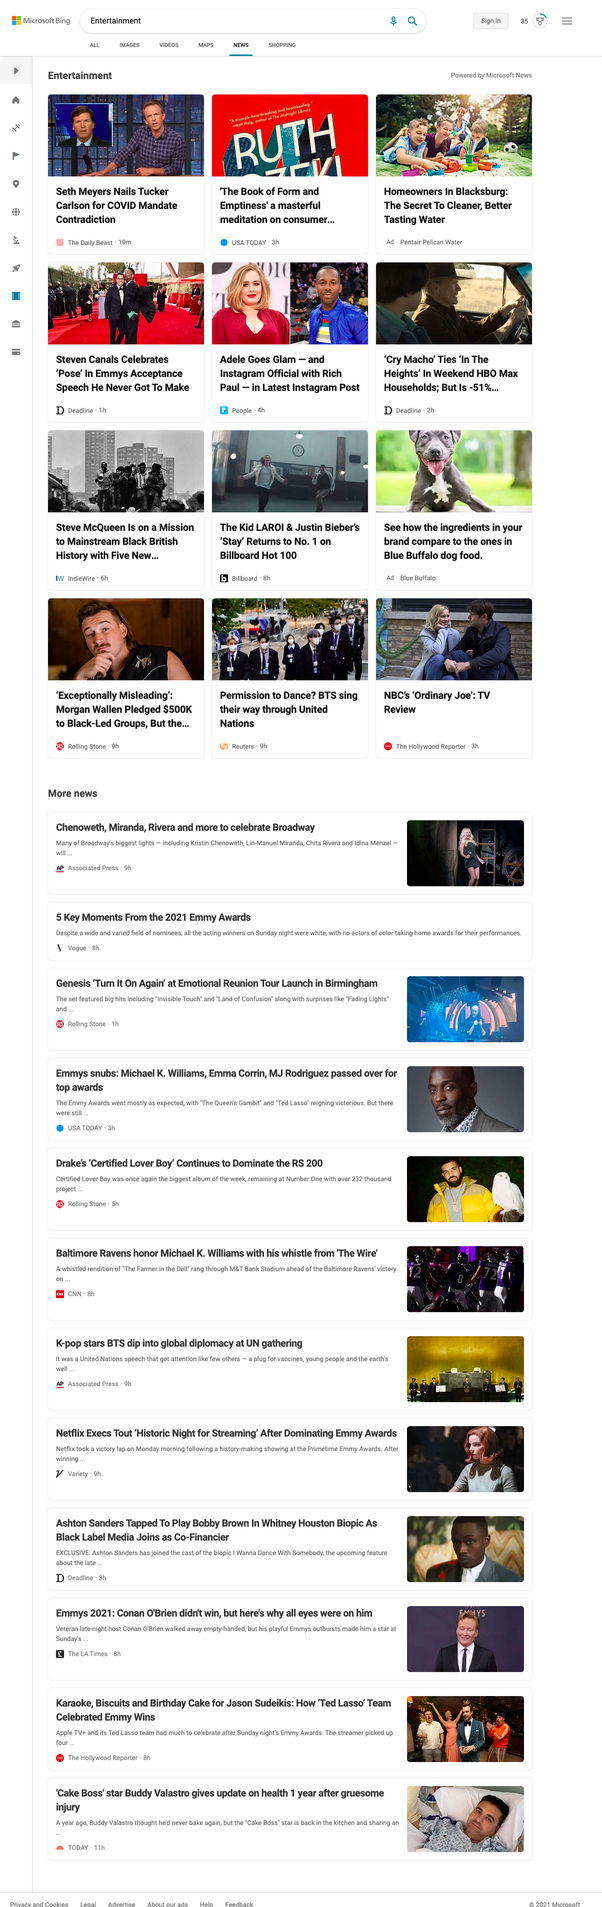 Microsoft Bing
Entertainment
Sign in
35
ALL IMAGES VIDEOS MAPS NEWS SHOPPING
Entertainment
Powered by Microsoft News
RUTH
Seth Meyers Nails Tucker
Carlson for COVID Mandate
Contradiction
The Daily Beast · 19m
'The Book of Form and
Emptiness' a masterful
meditation on consumer...
USA TODAY · 3h
Homeowners In Blacksburg:
The Secret To Cleaner, Better
Tasting Water
Ad Pentair Pelican Water
Steven Canals Celebrates
'Pose' In Emmys Acceptance
Speech He Never Got To Make
Deadline · 1h
Adele Goes Glam — and
Instagram Official with Rich
Paul — in Latest Instagram Post
People · 4h
'Cry Macho' Ties 'In The
Heights' In Weekend HBO Max
Households; But Is -51%...
Deadline · 2h
Steve McQueen Is on a Mission
to Mainstream Black British
History with Five New...
IndieWire · 6h
The Kid LAROI & Justin Bieber's
'Stay' Returns to No. 1 on
Billboard Hot 100
Billboard · 8h
See how the ingredients in your
brand compare to the ones in
Blue Buffalo dog food.
Ad Blue Buffalo
'Exceptionally Misleading':
Morgan Wallen Pledged $500K
to Black-Led Groups, But the...
Rolling Stone · 9h
Permission to Dance? BTS sing
their way through United
Nations
Reuters · 9h
NBC's 'Ordinary Joe': TV
Review
The Hollywood Reporter · 3h
More news
Chenoweth, Miranda, Rivera and more to celebrate Broadway
Many of Broadway's biggest lights — including Kristin Chenoweth, Lin-Manuel Miranda, Chita Rivera and Idina Menzel —
will ...
AP Associated Press · 9h
5 Key Moments From the 2021 Emmy Awards
Despite a wide and varied field of nominees, all the acting winners on Sunday night were white, with no actors of color taking home awards for their performances.
Vogue · 8h
Genesis 'Turn It On Again' at Emotional Reunion Tour Launch in Birmingham
The set featured big hits including "Invisible Touch" and "Land of Confusion" along with surprises like "Fading Lights"
and ...
Rolling Stone · 1h
Emmys snubs: Michael K. Williams, Emma Corrin, MJ Rodriguez passed over for
top awards
The Emmy Awards went mostly as expected, with "The Queen's Gambit" and "Ted Lasso" reigning victorious. But there
were still ...
USA TODAY · 3h
Drake's 'Certified Lover Boy' Continues to Dominate the RS 200
Certified Lover Boy was once again the biggest album of the week, remaining at Number One with over 232 thousand
project ...
Rolling Stone · 5h
Baltimore Ravens honor Michael K. Williams with his whistle from 'The Wire'
A whistled rendition of "The Farmer in the Dell" rang through M&T Bank Stadium ahead of the Baltimore Ravens' victory
on ...
CNN · 8h
K-pop stars BTS dip into global diplomacy at UN gathering
It was a United Nations speech that got attention like few others — a plug for vaccines, young people and the earth's
well ...
AP Associated Press · 9h
Netflix Execs Tout 'Historic Night for Streaming' After Dominating Emmy Awards
Netflix took a victory lap on Monday morning following a history-making showing at the Primetime Emmy Awards. After
winning ...
Variety · 9h
Ashton Sanders Tapped To Play Bobby Brown In Whitney Houston Biopic As
Black Label Media Joins as Co-Financier
EXCLUSIVE: Ashton Sanders has joined the cast of the biopic I Wanna Dance With Somebody, the upcoming feature
about the late ...
Deadline · 3h
Emmys 2021: Conan O'Brien didn't win, but here's why all eyes were on him
Veteran late-night host Conan O'Brien walked away empty-handed, but his playful Emmys outbursts made him a star at
Sunday's ...
The LA Times · 8h
EMMYS
Karaoke, Biscuits and Birthday Cake for Jason Sudeikis: How 'Ted Lasso' Team
Celebrated Emmy Wins
Apple TV+ and its Ted Lasso team had much to celebrate after Sunday night's Emmy Awards. The streamer picked up
four ...
The Hollywood Reporter · 8h
'Cake Boss' star Buddy Valastro gives update on health 1 year after gruesome
injury
A year ago, Buddy Valastro thought he'd never bake again, but the "Cake Boss" star is back in the kitchen and sharing an
...
TODAY · 11h
Privacy and Cookies Legal Advertise About our ads Help Feedback
© 2021 Microsoft